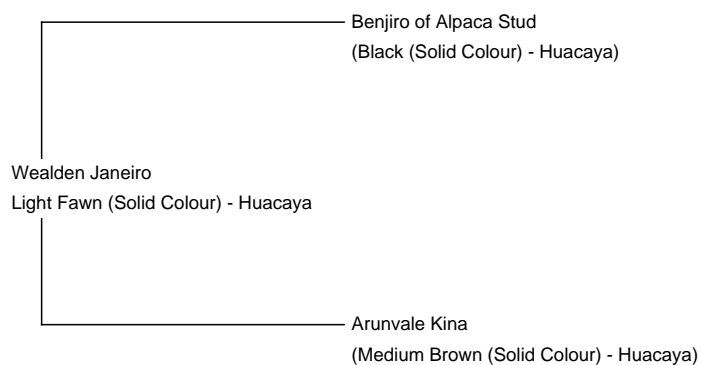 Benjiro of Alpaca Stud
(Black (Solid Colour) - Huacaya)
Wealden Janeiro
Light Fawn (Solid Colour) - Huacaya
Arunvale Kina
(Medium Brown (Solid Colour) - Huacaya)